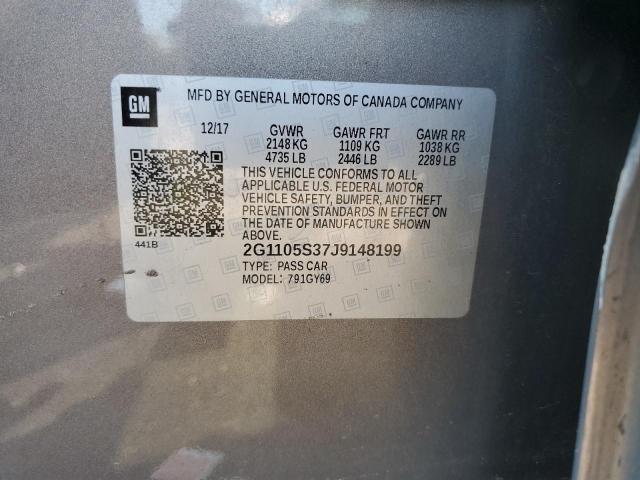 GM
MFD BY GENERAL MOTORS OF CANADA COMPANY
12/17 GVWR GAWR FRT GAWR RR
2148 KG 1109 KG 1038 KG
4735 LB 2446 LB 2289 LB
THIS VEHICLE CONFORMS TO ALL
APPLICABLE U.S. FEDERAL MOTOR
VEHICLE SAFETY, BUMPER, AND THEFT
PREVENTION STANDARDS IN EFFECT ON
THE DATE OF MANUFACTURE SHOWN
ABOVE.
441B
2G1105S37J9148199
TYPE: PASS CAR
MODEL: 791GY69